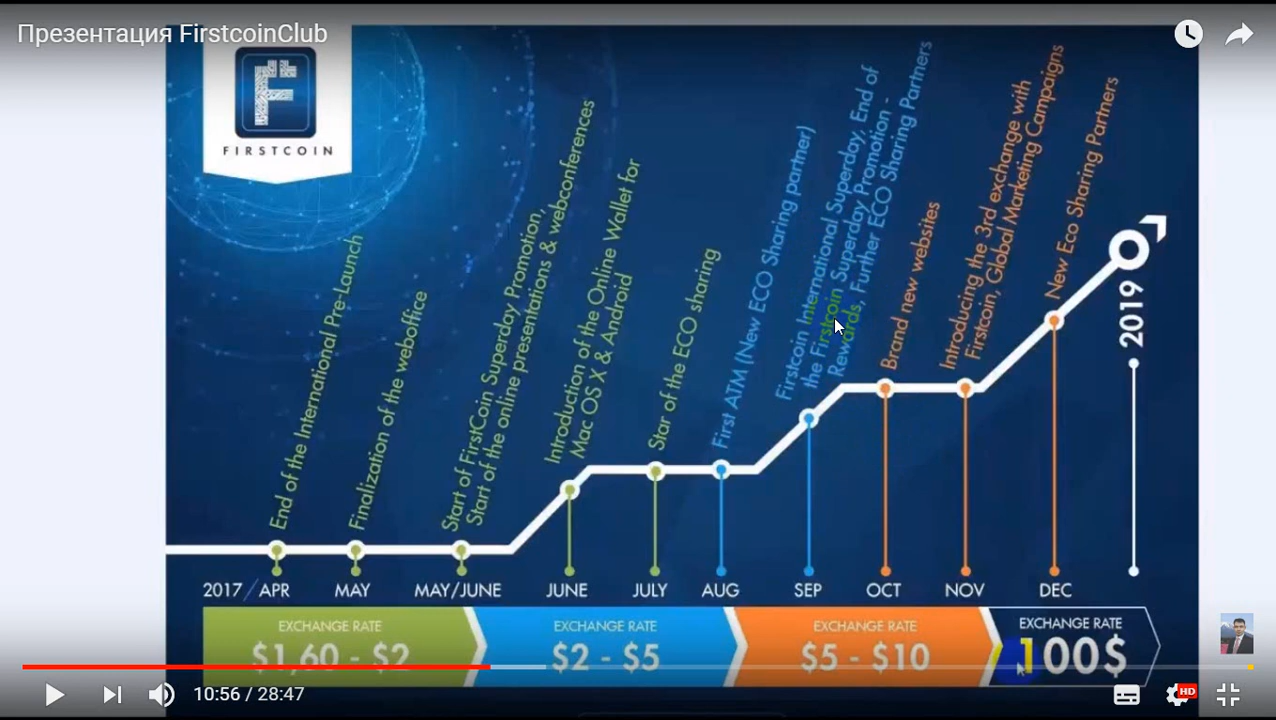 Презентация FirstcoinClub
FIRSTCOIN
End of the International Pre-Launch
Finalization of the weboffice
Start of FirstCoin Superday Promotion,
Start of the online presentations & webconferences
Introduction of the Online Wallet for
Mac OS X & Android
Star of the ECO sharing
First ATM (New ECO Sharing partner)
Firstcoin International Superday, End of
the Firstcoin Superday Promotion -
Rewards, Further ECO Sharing Partners
Brand new websites
Introducing the 3rd exchange with
Firstcoin, Global Marketing Campaigns
New Eco Sharing Partners
2019
2017 / APR MAY MAY/JUNE JUNE JULY AUG SEP OCT NOV DEC
EXCHANGE RATE
$1,60 - $2
EXCHANGE RATE
$2 - $5
EXCHANGE RATE
$5 - $10
EXCHANGE RATE
100$
10:56 / 28:47
HD